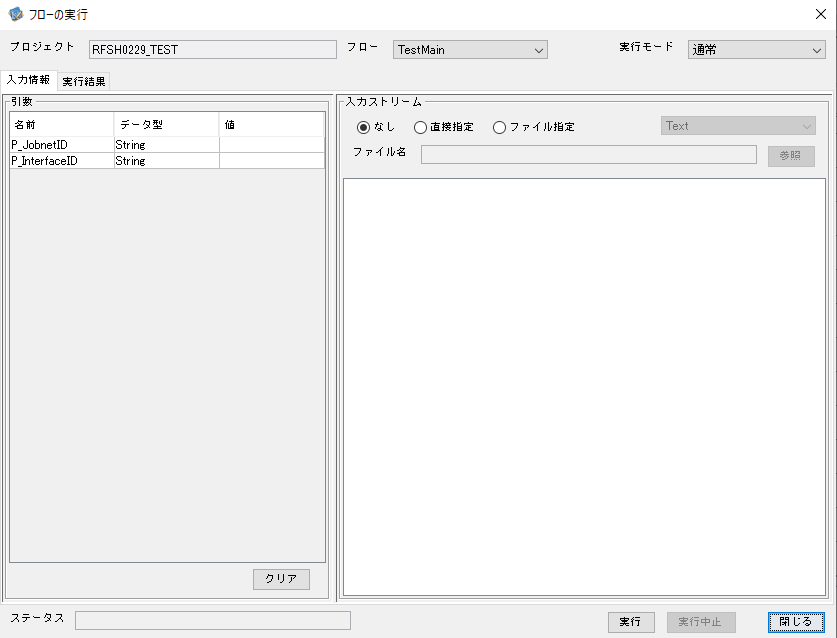 フローの実行
プロジェクト RFSH0229_TEST フロー TestMain 実行モード 通常
入力情報 実行結果
引数
名前 データ型 値
P_JobnetID String
P_InterfaceID String
クリア
入力ストリーム
なし 直接指定 ファイル指定 Text
ファイル名 参照
ステータス 実行 実行中止 閉じる